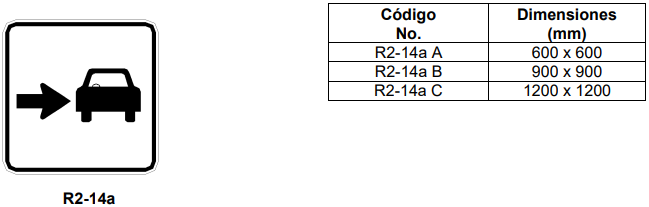 Código No. Dimensiones (mm)
R2-14a A 600 x 600
R2-14a B 900 x 900
R2-14a C 1200 x 1200
R2-14a